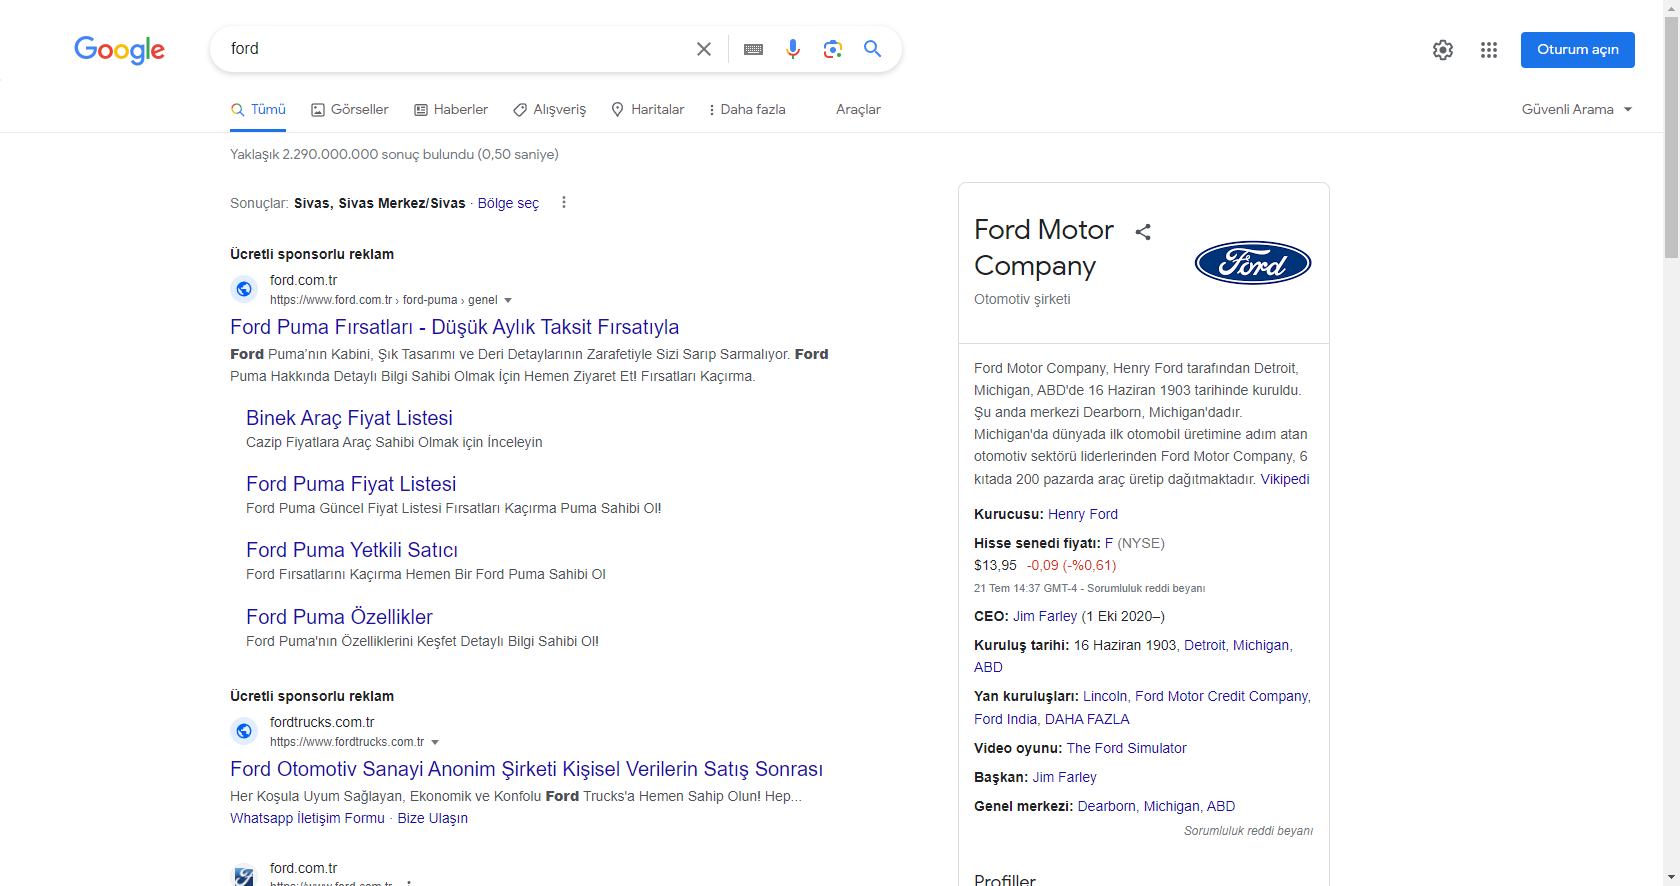 Google
ford
Oturum açın
Tümü
Görseller
Haberler
Alışveriş
Haritalar
Daha fazla
Araçlar
Güvenli Arama
Yaklaşık 2.290.000.000 sonuç bulundu (0,50 saniye)
Sonuçlar: Sivas, Sivas Merkez/Sivas · Bölge seç
Ücretli sponsorlu reklam
ford.com.tr
https://www.ford.com.tr › ford-puma › genel
Ford Puma Fırsatları - Düşük Aylık Taksit Fırsatıyla
Ford Puma’nın Kabini, Şık Tasarımı ve Deri Detaylarının Zarafetiyle Sizi Sarıp Sarmalıyor. Ford
Puma Hakkında Detaylı Bilgi Sahibi Olmak İçin Hemen Ziyaret Et! Fırsatları Kaçırma.
Binek Araç Fiyat Listesi
Cazip Fiyatlara Araç Sahibi Olmak için İnceleyin
Ford Puma Fiyat Listesi
Ford Puma Güncel Fiyat Listesi Fırsatları Kaçırma Puma Sahibi Ol!
Ford Puma Yetkili Satıcı
Ford Fırsatlarını Kaçırma Hemen Bir Ford Puma Sahibi Ol
Ford Puma Özellikler
Ford Puma'nın Özelliklerini Keşfet Detaylı Bilgi Sahibi Ol!
Ücretli sponsorlu reklam
fordtrucks.com.tr
https://www.fordtrucks.com.tr
Ford Otomotiv Sanayi Anonim Şirketi Kişisel Verilerin Satış Sonrası
Her Koşula Uyum Sağlayan, Ekonomik ve Konfolu Ford Trucks'a Hemen Sahip Olun! Hep...
Whatsapp İletişim Formu · Bize Ulaşın
ford.com.tr
https://www.ford.com.tr
Ford Motor
Company
Ford
Otomotiv şirketi
Ford Motor Company, Henry Ford tarafından Detroit,
Michigan, ABD'de 16 Haziran 1903 tarihinde kuruldu.
Şu anda merkezi Dearborn, Michigan'dadır.
Michigan'da dünyada ilk otomobil üretimine adım atan
otomotiv sektörü liderlerinden Ford Motor Company, 6
kıtada 200 pazarda araç üretip dağıtmaktadır. Vikipedi
Kurucusu: Henry Ford
Hisse senedi fiyatı: F (NYSE)
$13,95 -0,09 (-%0,61)
21 Tem 14:37 GMT-4 - Sorumluluk reddi beyanı
CEO: Jim Farley (1 Eki 2020–)
Kuruluş tarihi: 16 Haziran 1903, Detroit, Michigan,
ABD
Yan kuruluşları: Lincoln, Ford Motor Credit Company,
Ford India, DAHA FAZLA
Video oyunu: The Ford Simulator
Başkan: Jim Farley
Genel merkezi: Dearborn, Michigan, ABD
Sorumluluk reddi beyanı
Profiller